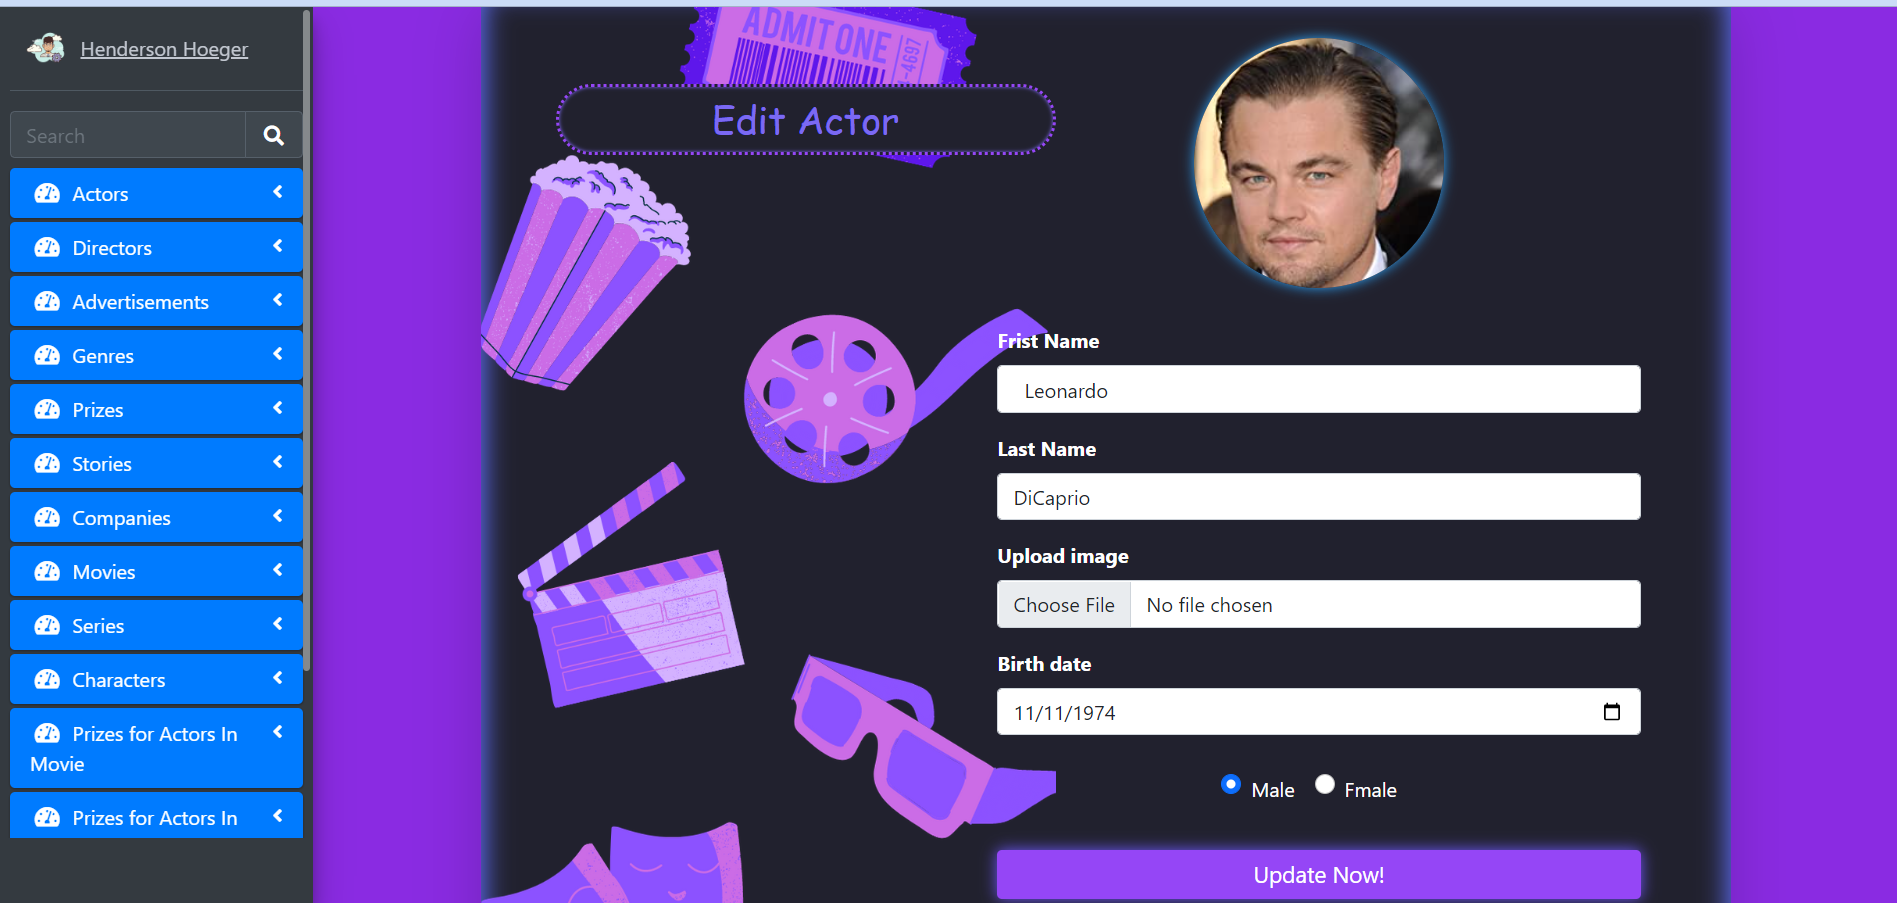 Henderson Hoeger
Search
Actors
Directors
Advertisements
Genres
Prizes
Stories
Companies
Movies
Series
Characters
Prizes for Actors In
Movie
Prizes for Actors In
ADMIT ONE
-4697
Edit Actor
Frist Name
Leonardo
Last Name
DiCaprio
Upload image
Choose File No file chosen
Birth date
11/11/1974
Male Fmale
Update Now!